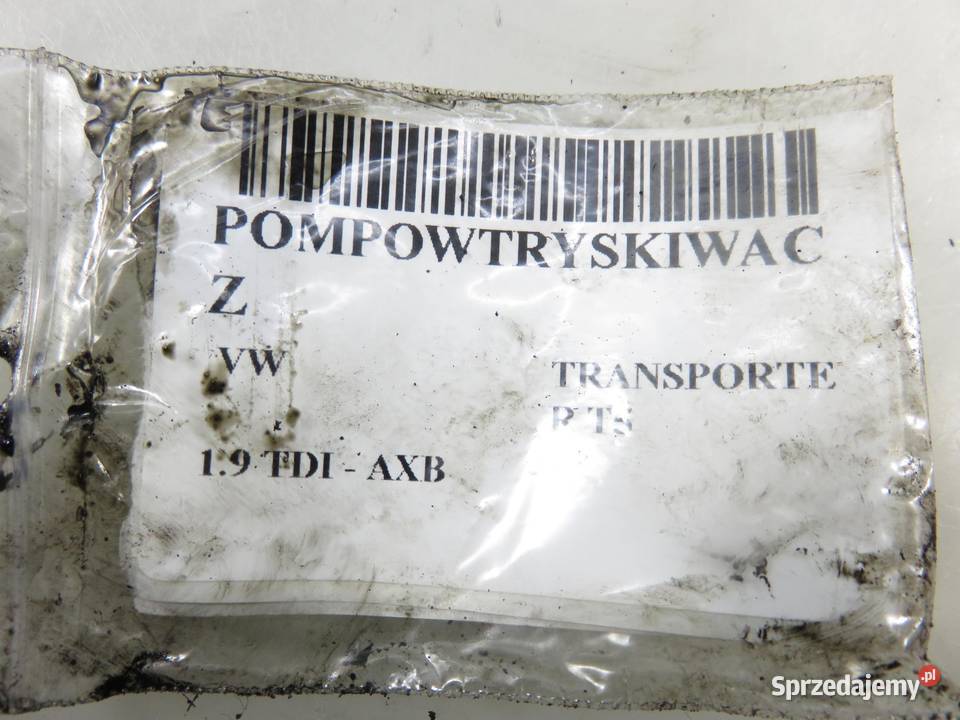 POMPOWTRYSKIWAC
Z
VW
TRANSPORTE
R T5
1.9 TDI - AXB
Sprzedajemy.pl